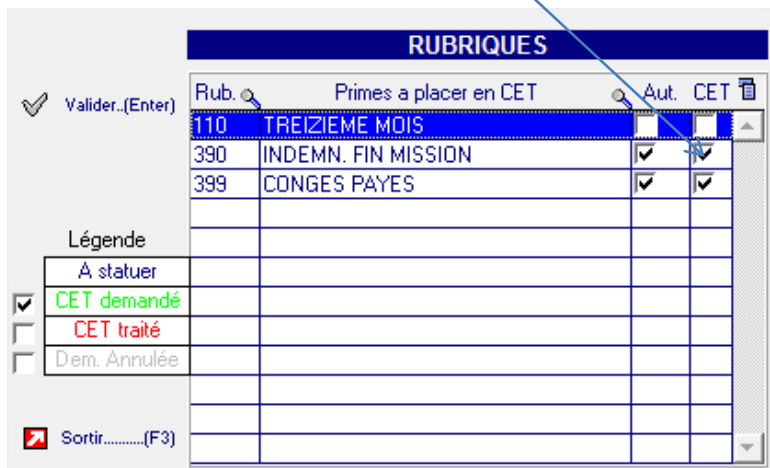 RUBRIQUES
Valider..(Enter)
Rub. Primes a placer en CET Aut. CET
110 TREIZIEME MOIS
390 INDEMN. FIN MISSION
399 CONGES PAYES
Légende
A statuer
CET demandé
CET traité
Dem. Annulée
Sortir..........(F3)